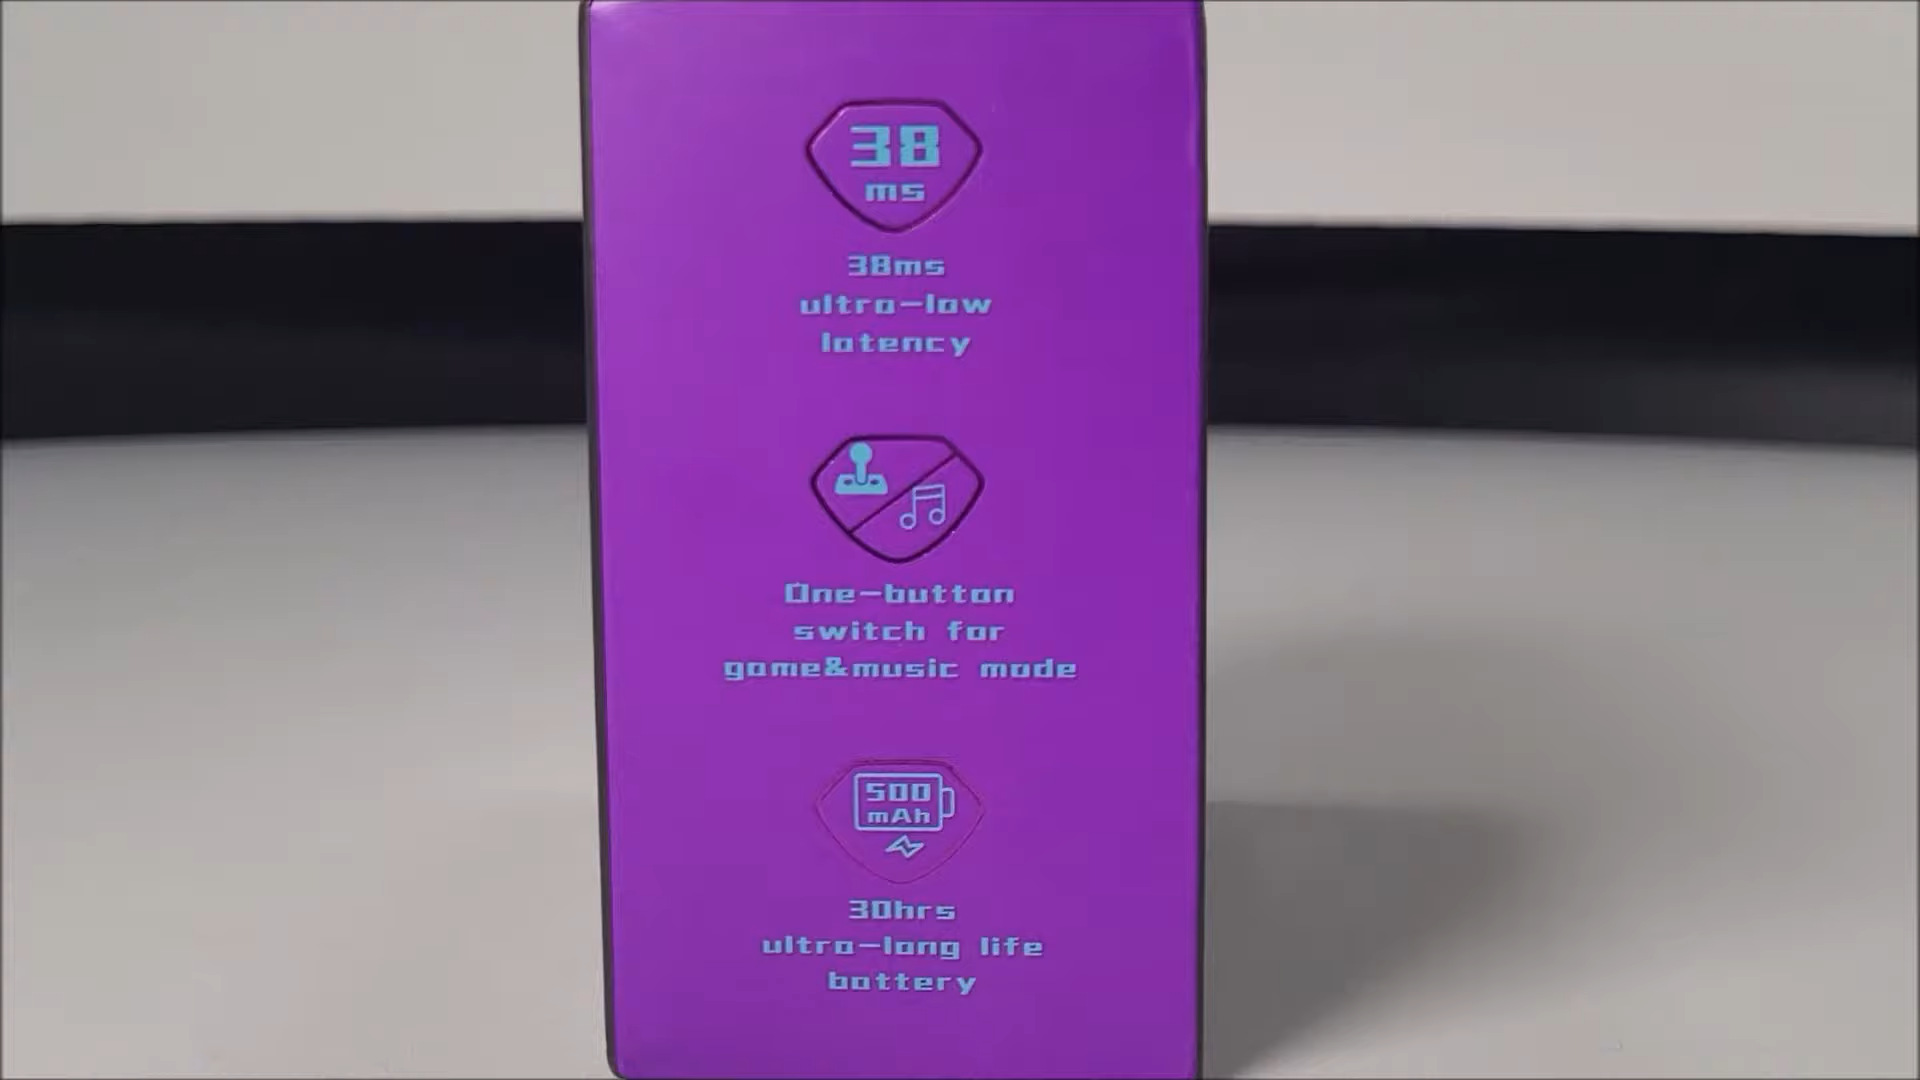 38
ms
38ms
ultra-low
latency
One-button
switch for
game&music mode
500
mAh
30hrs
ultra-long life
battery